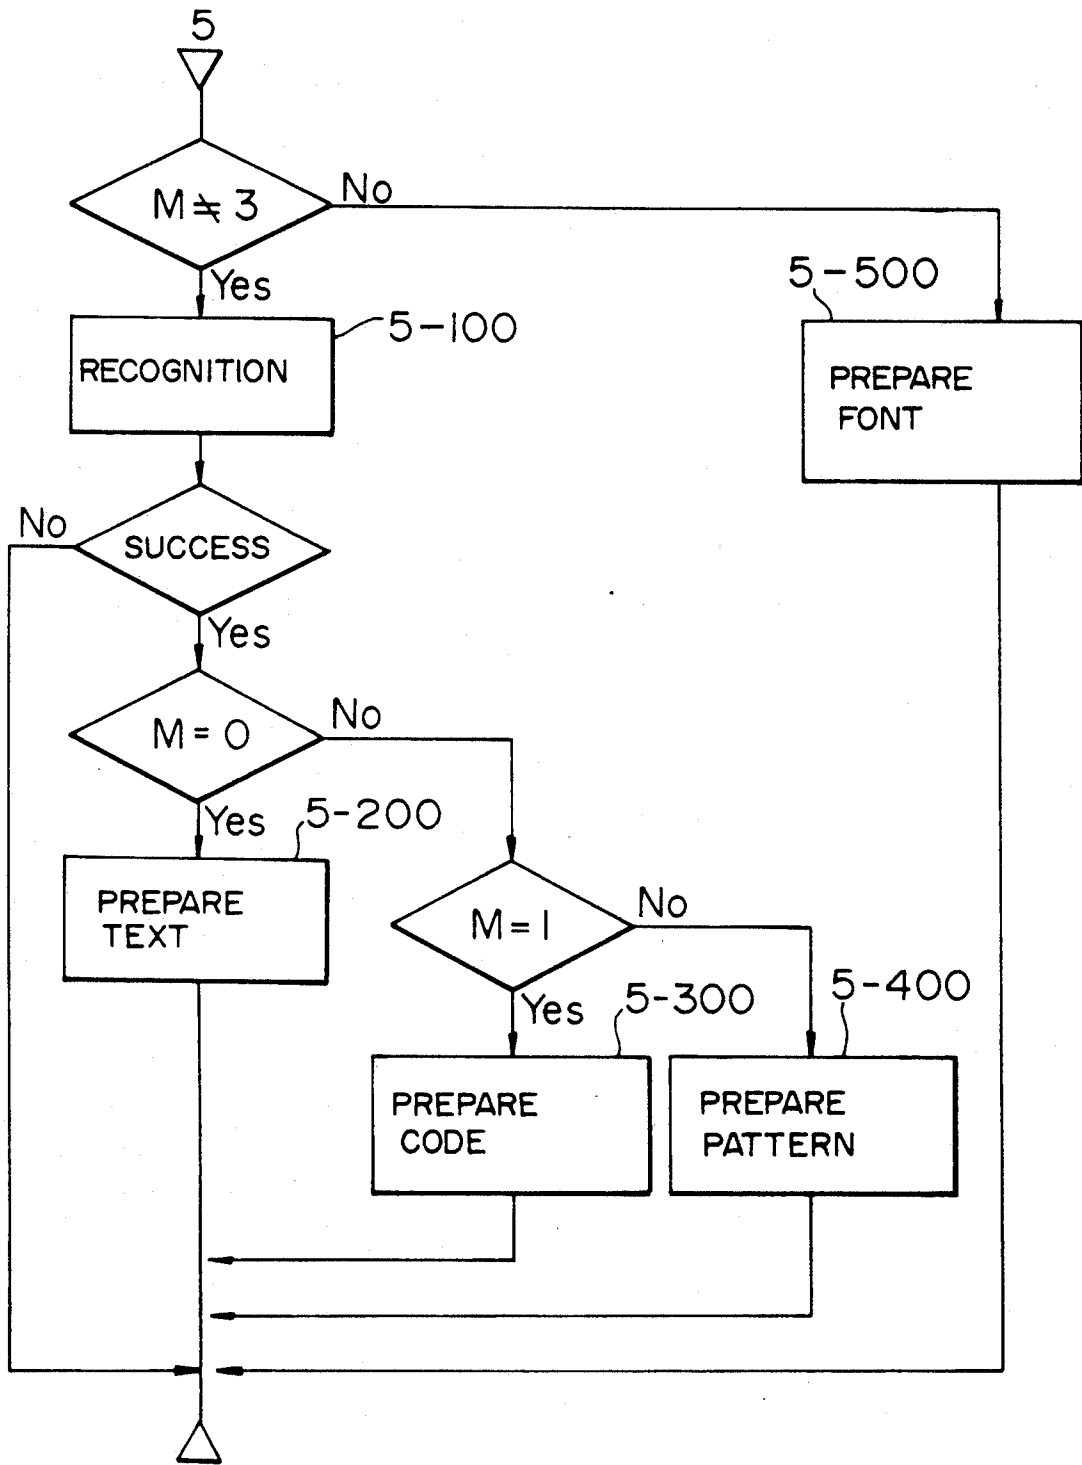 5
M ≠ 3
No
Yes
5-500
5-100
RECOGNITION
PREPARE
FONT
No
SUCCESS
Yes
M = 0
No
Yes
5-200
PREPARE
TEXT
M = 1
No
Yes
5-300
5-400
PREPARE
CODE
PREPARE
PATTERN